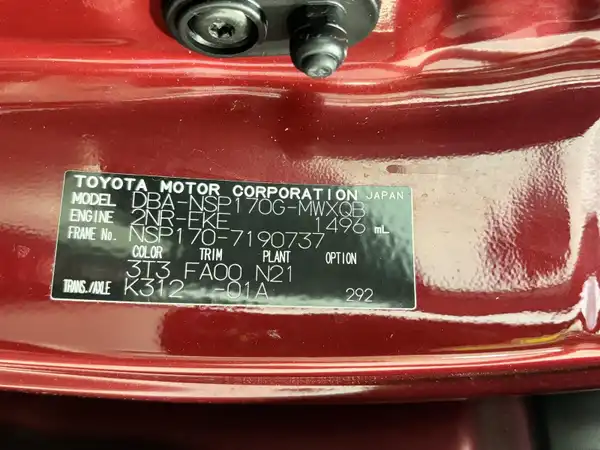 TOYOTA MOTOR CORPORATION JAPAN
MODEL DBA-NSP170G-MWXQB
ENGINE 2NR-FKE 1496 mL
FRAME No. NSP170-7190737
COLOR TRIM PLANT OPTION
3T3 FA00 N21
TRANS./AXLE K312 -01A 292